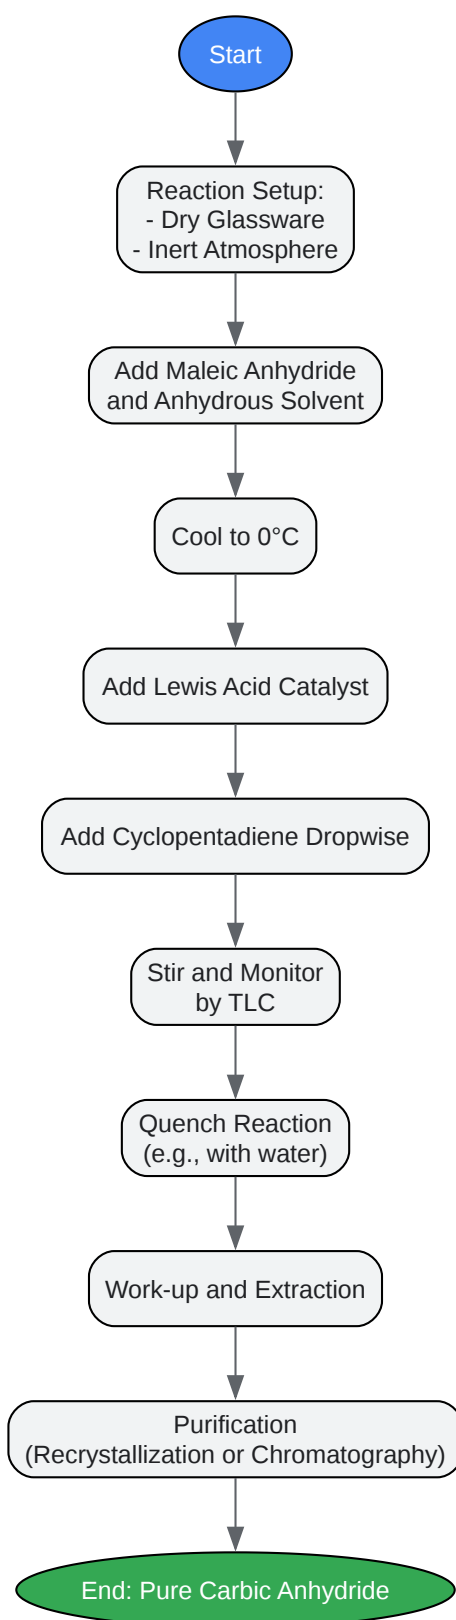 Start
Reaction Setup:
- Dry Glassware
- Inert Atmosphere
Add Maleic Anhydride
and Anhydrous Solvent
Cool to 0°C
Add Lewis Acid Catalyst
Add Cyclopentadiene Dropwise
Stir and Monitor
by TLC
Quench Reaction
(e.g., with water)
Work-up and Extraction
Purification
(Recrystallization or Chromatography)
End: Pure Carbic Anhydride